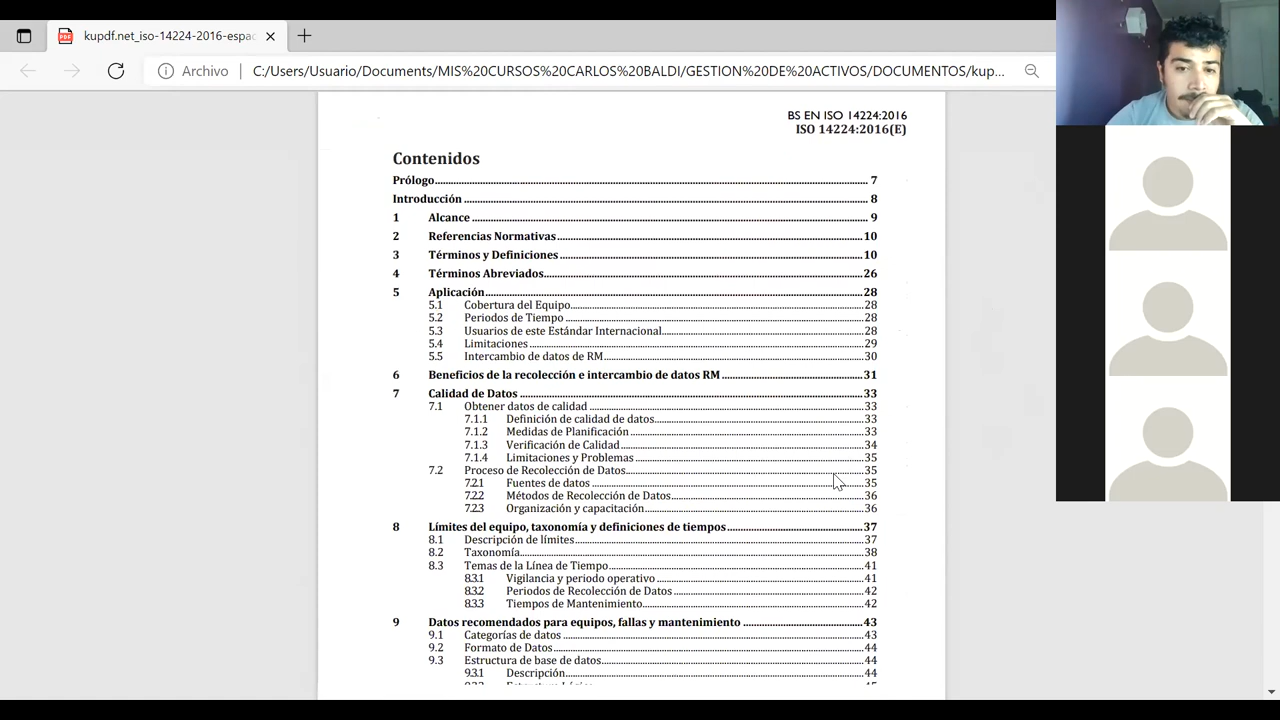 kupdf.net_iso-14224-2016-espac
Archivo C:/Users/Usuario/Documents/MIS%20CURSOS%20CARLOS%20BALDI/GESTION%20DE%20ACTIVOS/DOCUMENTOS/kup...
BS EN ISO 14224:2016
ISO 14224:2016(E)
Contenidos
Prólogo 7
Introducción 8
1 Alcance 9
2 Referencias Normativas 10
3 Términos y Definiciones 10
4 Términos Abreviados 26
5 Aplicación 28
5.1 Cobertura del Equipo 28
5.2 Periodos de Tiempo 28
5.3 Usuarios de este Estándar Internacional 28
5.4 Limitaciones 29
5.5 Intercambio de datos de RM 30
6 Beneficios de la recolección e intercambio de datos RM 31
7 Calidad de Datos 33
7.1 Obtener datos de calidad 33
7.1.1 Definición de calidad de datos 33
7.1.2 Medidas de Planificación 33
7.1.3 Verificación de Calidad 34
7.1.4 Limitaciones y Problemas 35
7.2 Proceso de Recolección de Datos 35
7.2.1 Fuentes de datos 35
7.2.2 Métodos de Recolección de Datos 36
7.2.3 Organización y capacitación 36
8 Límites del equipo, taxonomía y definiciones de tiempos 37
8.1 Descripción de límites 37
8.2 Taxonomía 38
8.3 Temas de la Línea de Tiempo 41
8.3.1 Vigilancia y periodo operativo 41
8.3.2 Periodos de Recolección de Datos 42
8.3.3 Tiempos de Mantenimiento 42
9 Datos recomendados para equipos, fallas y mantenimiento 43
9.1 Categorías de datos 43
9.2 Formato de Datos 44
9.3 Estructura de base de datos 44
9.3.1 Descripción 44